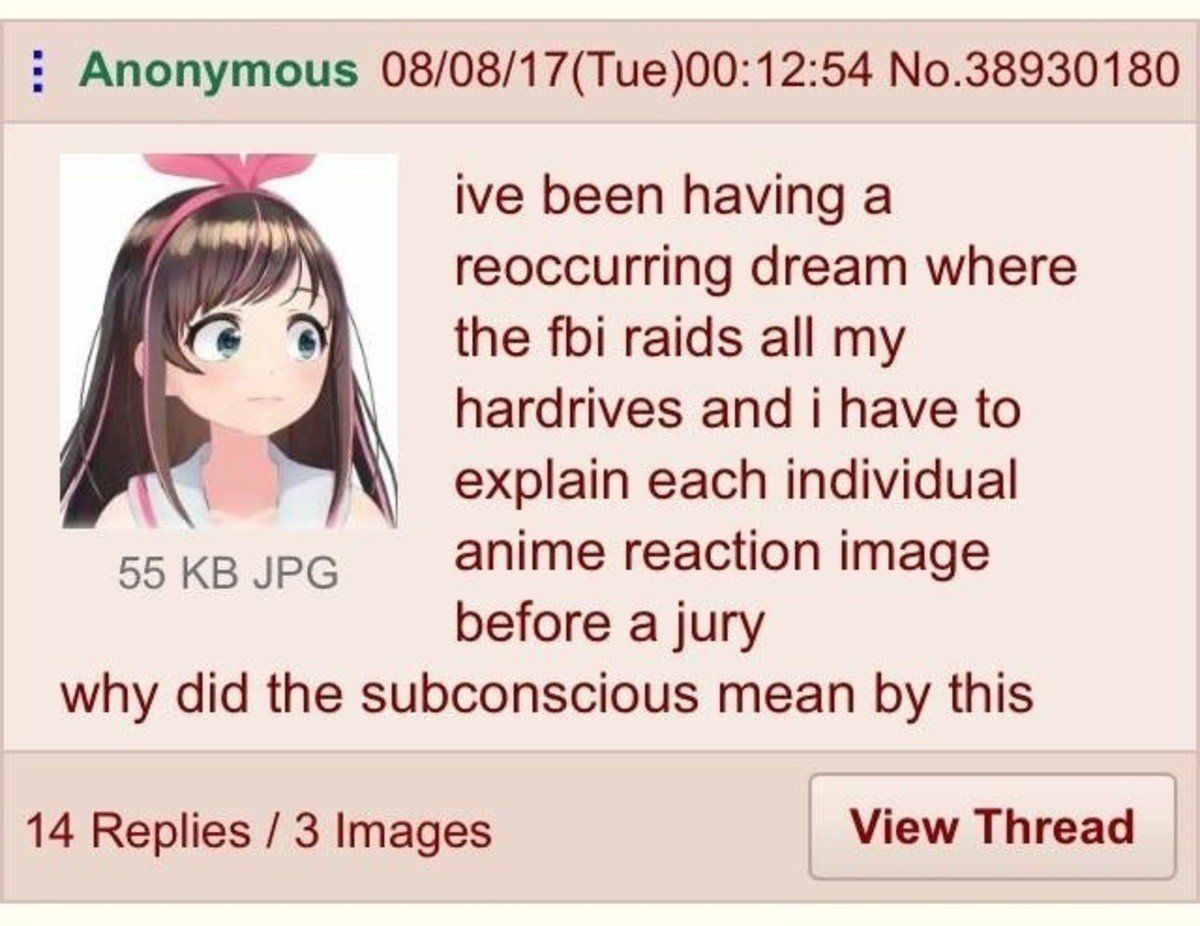 Anonymous 08/08/17(Tue)00:12:54 No.38930180
ive been having a
reoccurring dream where
the fbi raids all my
hardrives and i have to
explain each individual
anime reaction image
before a jury
55 KB JPG
why did the subconscious mean by this
14 Replies / 3 Images
View Thread